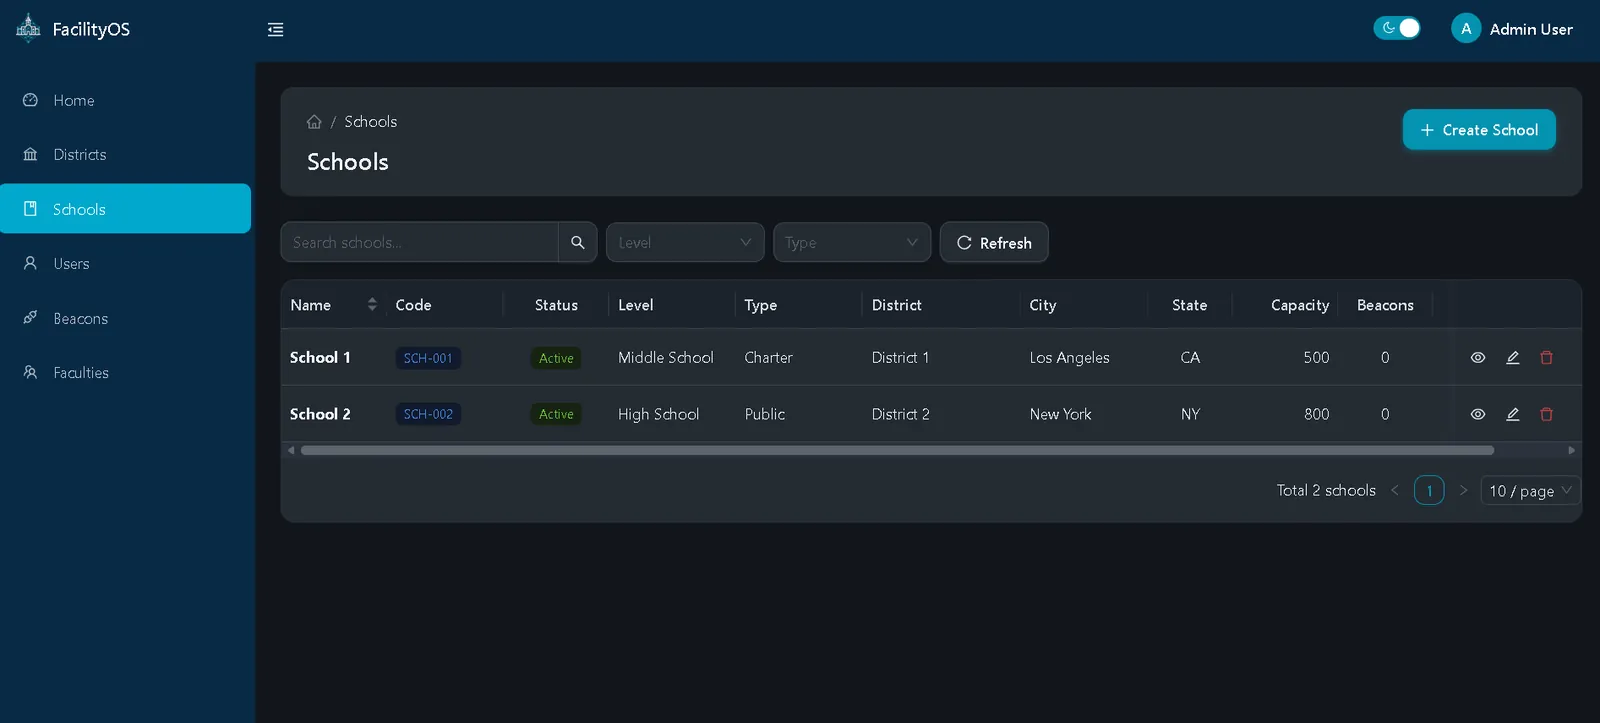 FacilityOS
A Admin User
Home
Districts
Schools
Users
Beacons
Faculties
/ Schools
Schools
+ Create School
Search schools...
Level
Type
Refresh
Name Code Status Level Type District City State Capacity Beacons
School 1 SCH-001 Active Middle School Charter District 1 Los Angeles CA 500 0
School 2 SCH-002 Active High School Public District 2 New York NY 800 0
Total 2 schools < 1 > 10 / page